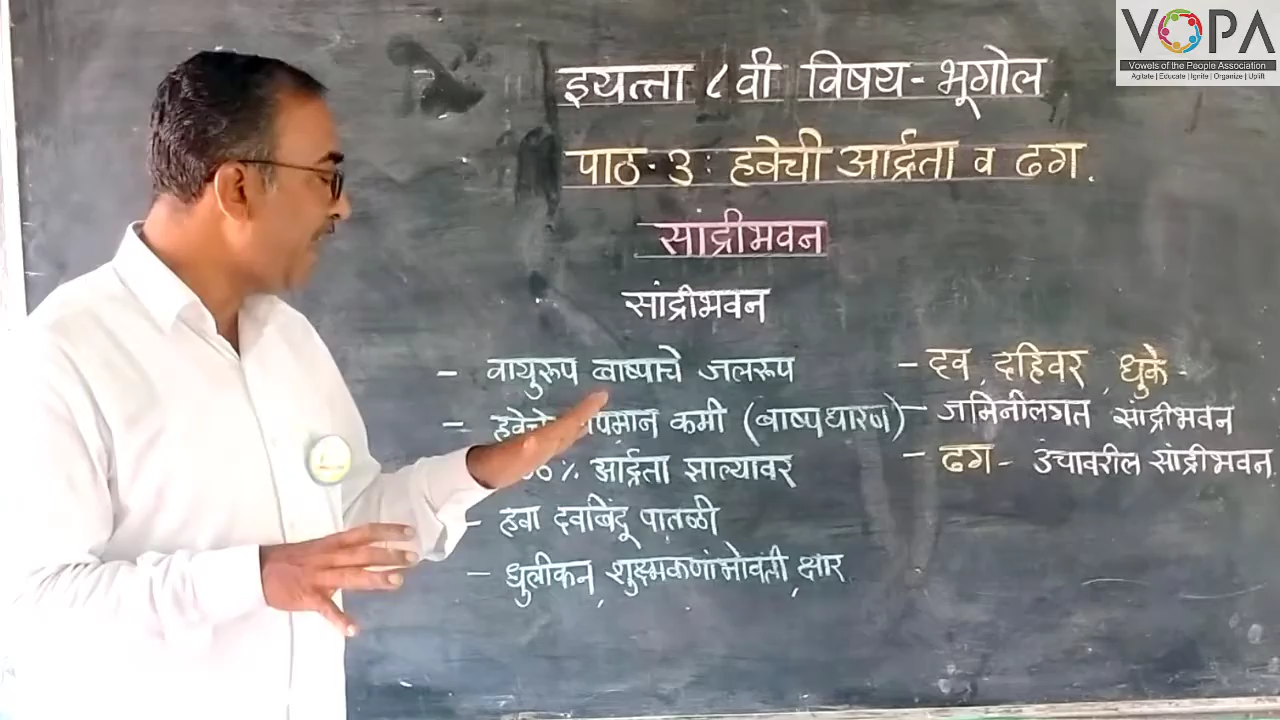 VOPA
Vowels of the People Association
Agitate | Educate | Ignite | Organize | Uplift
इयत्ता ८ वी विषय - भूगोल
पाठ - ३ : हवेची आर्द्रता व ढग.
सांद्रीभवन
सांद्रीभवन
- वायुरूप बाष्पाचे जलरूप
- हवेचे कमी (बाष्पधारण)
% आर्द्रता झाल्यावर
- हवा दवबिंदू पातळी
- धुलीकन, शुक्ष्मकणांभोवती, क्षार
- दव, दहिवर, धुके -
- जमिनीलगत सांद्रीभवन
- ढग - उंचावरील सांद्रीभवन.